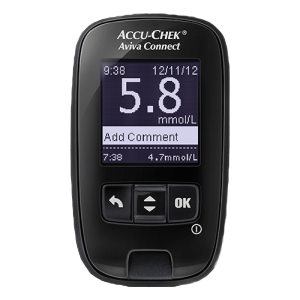 ACCU-CHEK®
Aviva Connect
9:38 12/11/12
5.8
mmol/L
Add Comment
7:38 4.7mmol/L
OK